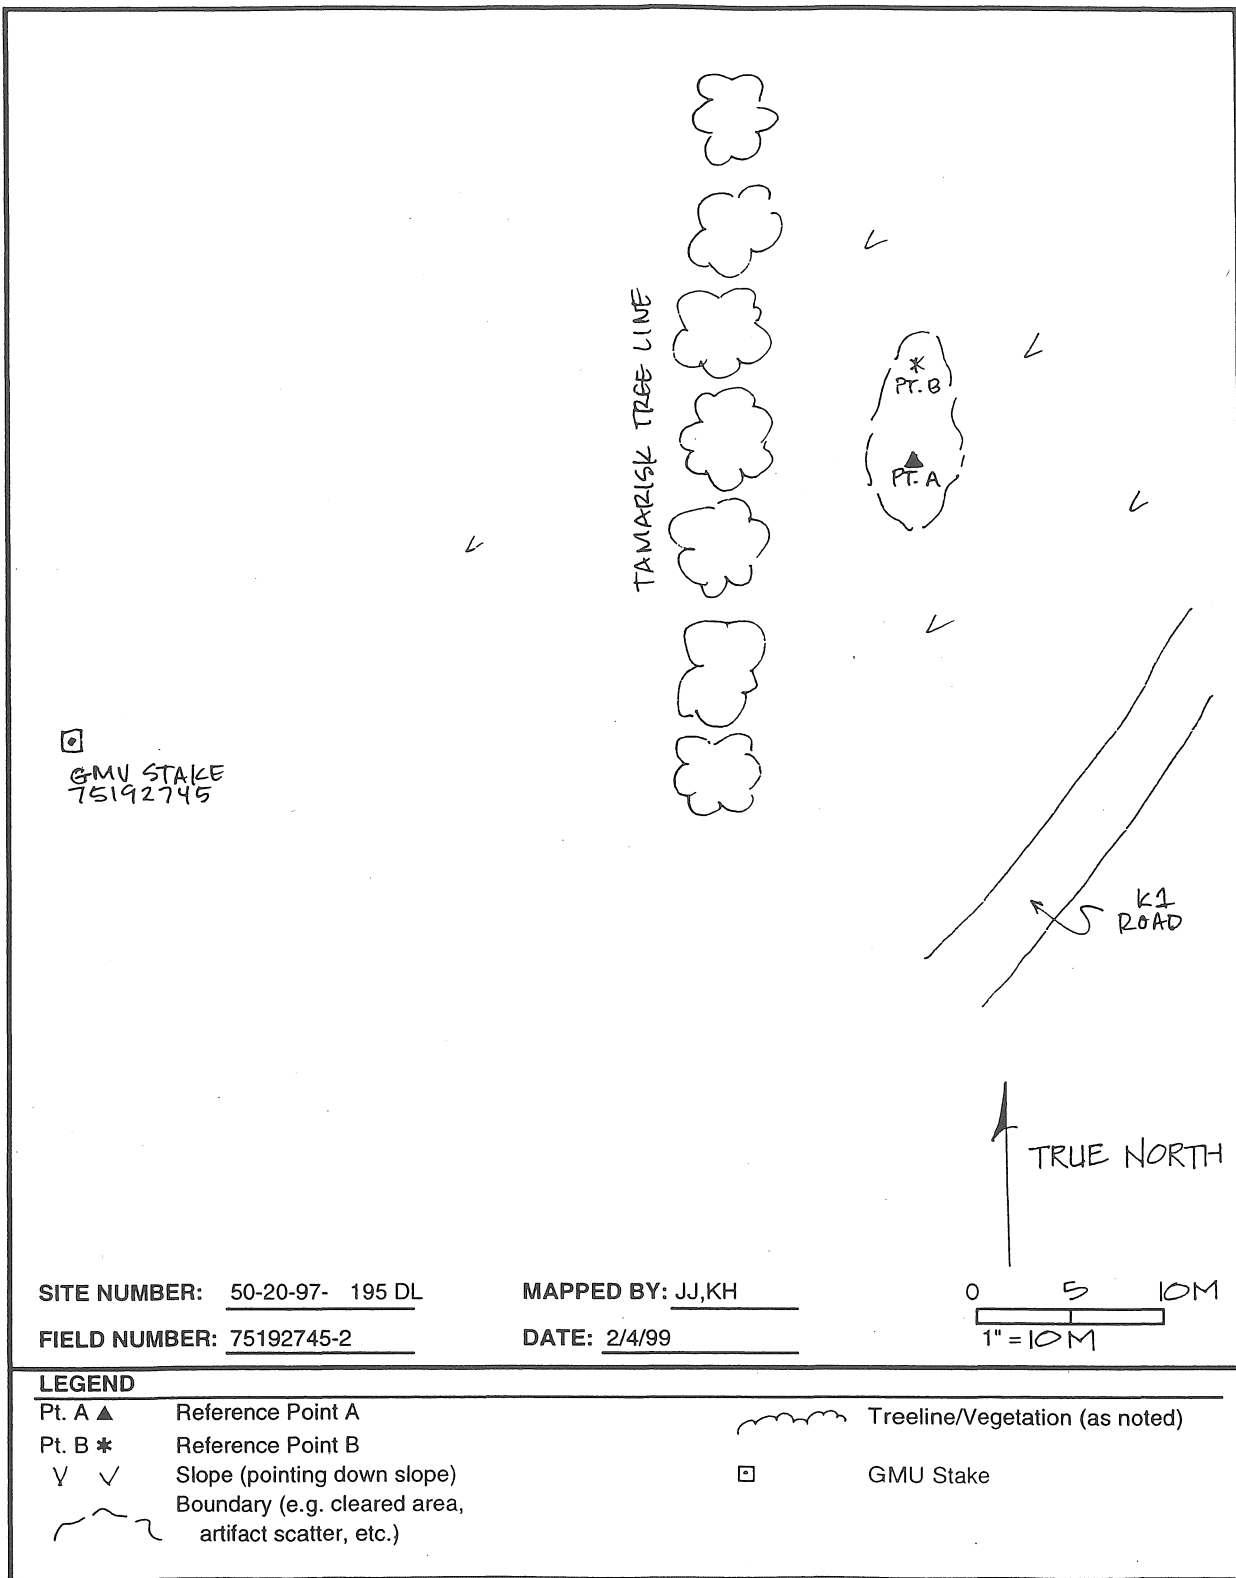 TAMARISK TREE LINE
PT. B
PT. A
GMU STAKE
75192745
K1
ROAD
TRUE NORTH
SITE NUMBER: 50-20-97- 195 DL
MAPPED BY: JJ,KH
0 5 10M
FIELD NUMBER: 75192745-2
DATE: 2/4/99
1" = 10M
LEGEND
Pt. A ▲ Reference Point A
Treeline/Vegetation (as noted)
Pt. B * Reference Point B
Slope (pointing down slope)
GMU Stake
Boundary (e.g. cleared area,
artifact scatter, etc.)